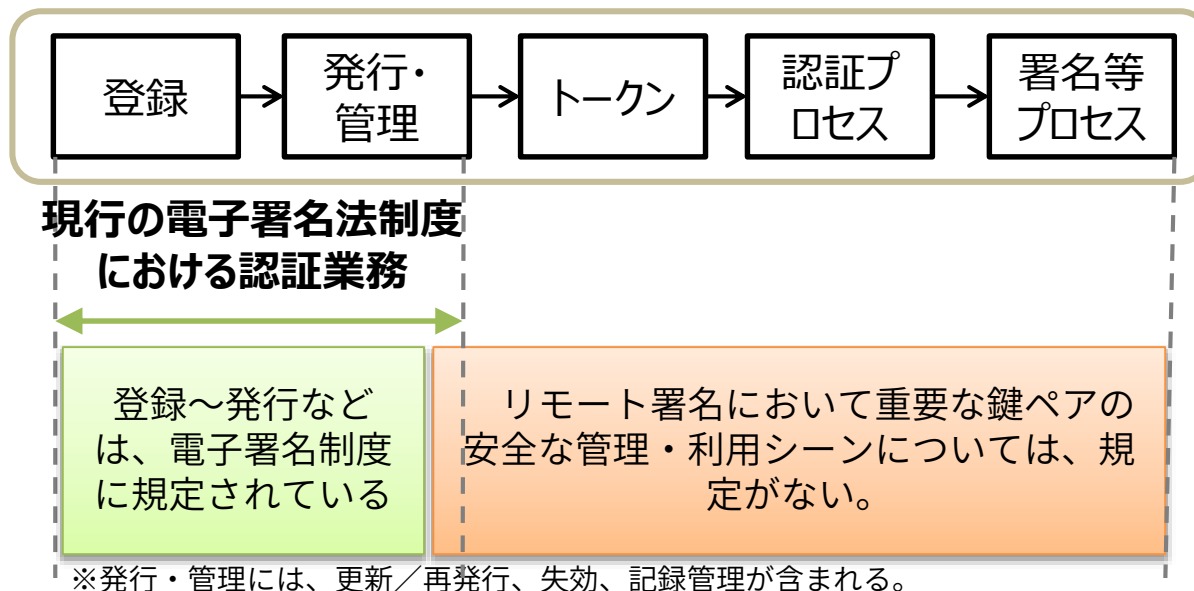 登録
発行・
管理
トークン
認証プ
ロセス
署名等
プロセス
現行の電子署名法制度
における認証業務
登録～発行など
は、電子署名制度
に規定されている
リモート署名において重要な鍵ペアの
安全な管理・利用シーンについては、規
定がない。
※発行・管理には、更新／再発行、失効、記録管理が含まれる。